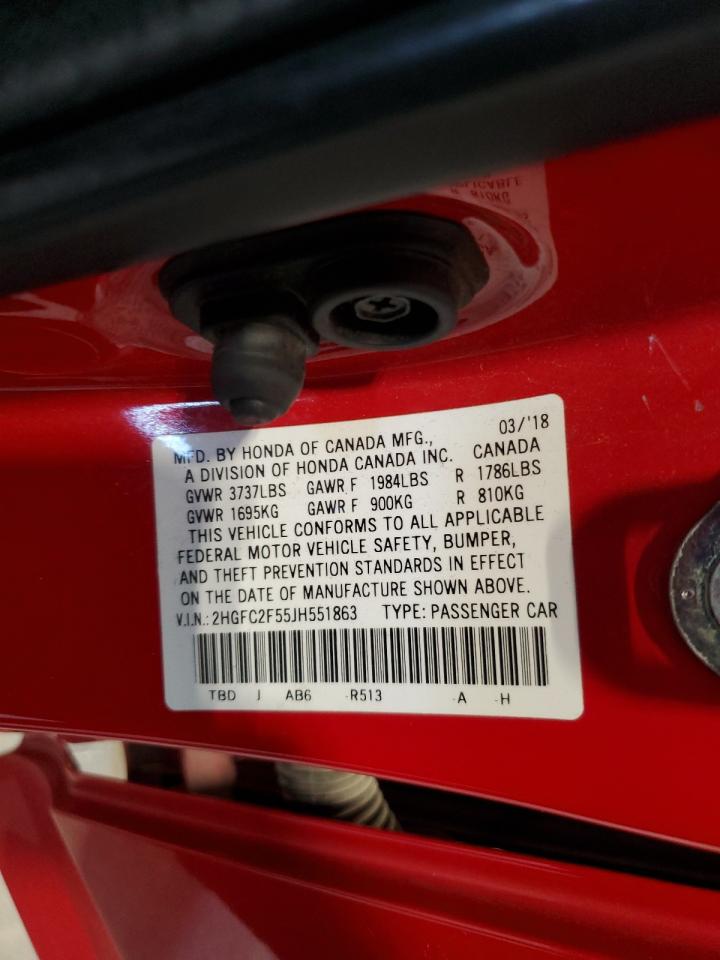 03/'18
MFD. BY HONDA OF CANADA MFG.,
A DIVISION OF HONDA CANADA INC. CANADA
GVWR 3737LBS GAWR F 1984LBS R 1786LBS
GVWR 1695KG GAWR F 900KG R 810KG
THIS VEHICLE CONFORMS TO ALL APPLICABLE
FEDERAL MOTOR VEHICLE SAFETY, BUMPER,
AND THEFT PREVENTION STANDARDS IN EFFECT
ON THE DATE OF MANUFACTURE SHOWN ABOVE.
V.I.N.: 2HGFC2F55JH551863 TYPE: PASSENGER CAR
TBD J AB6 -R513 -A -H